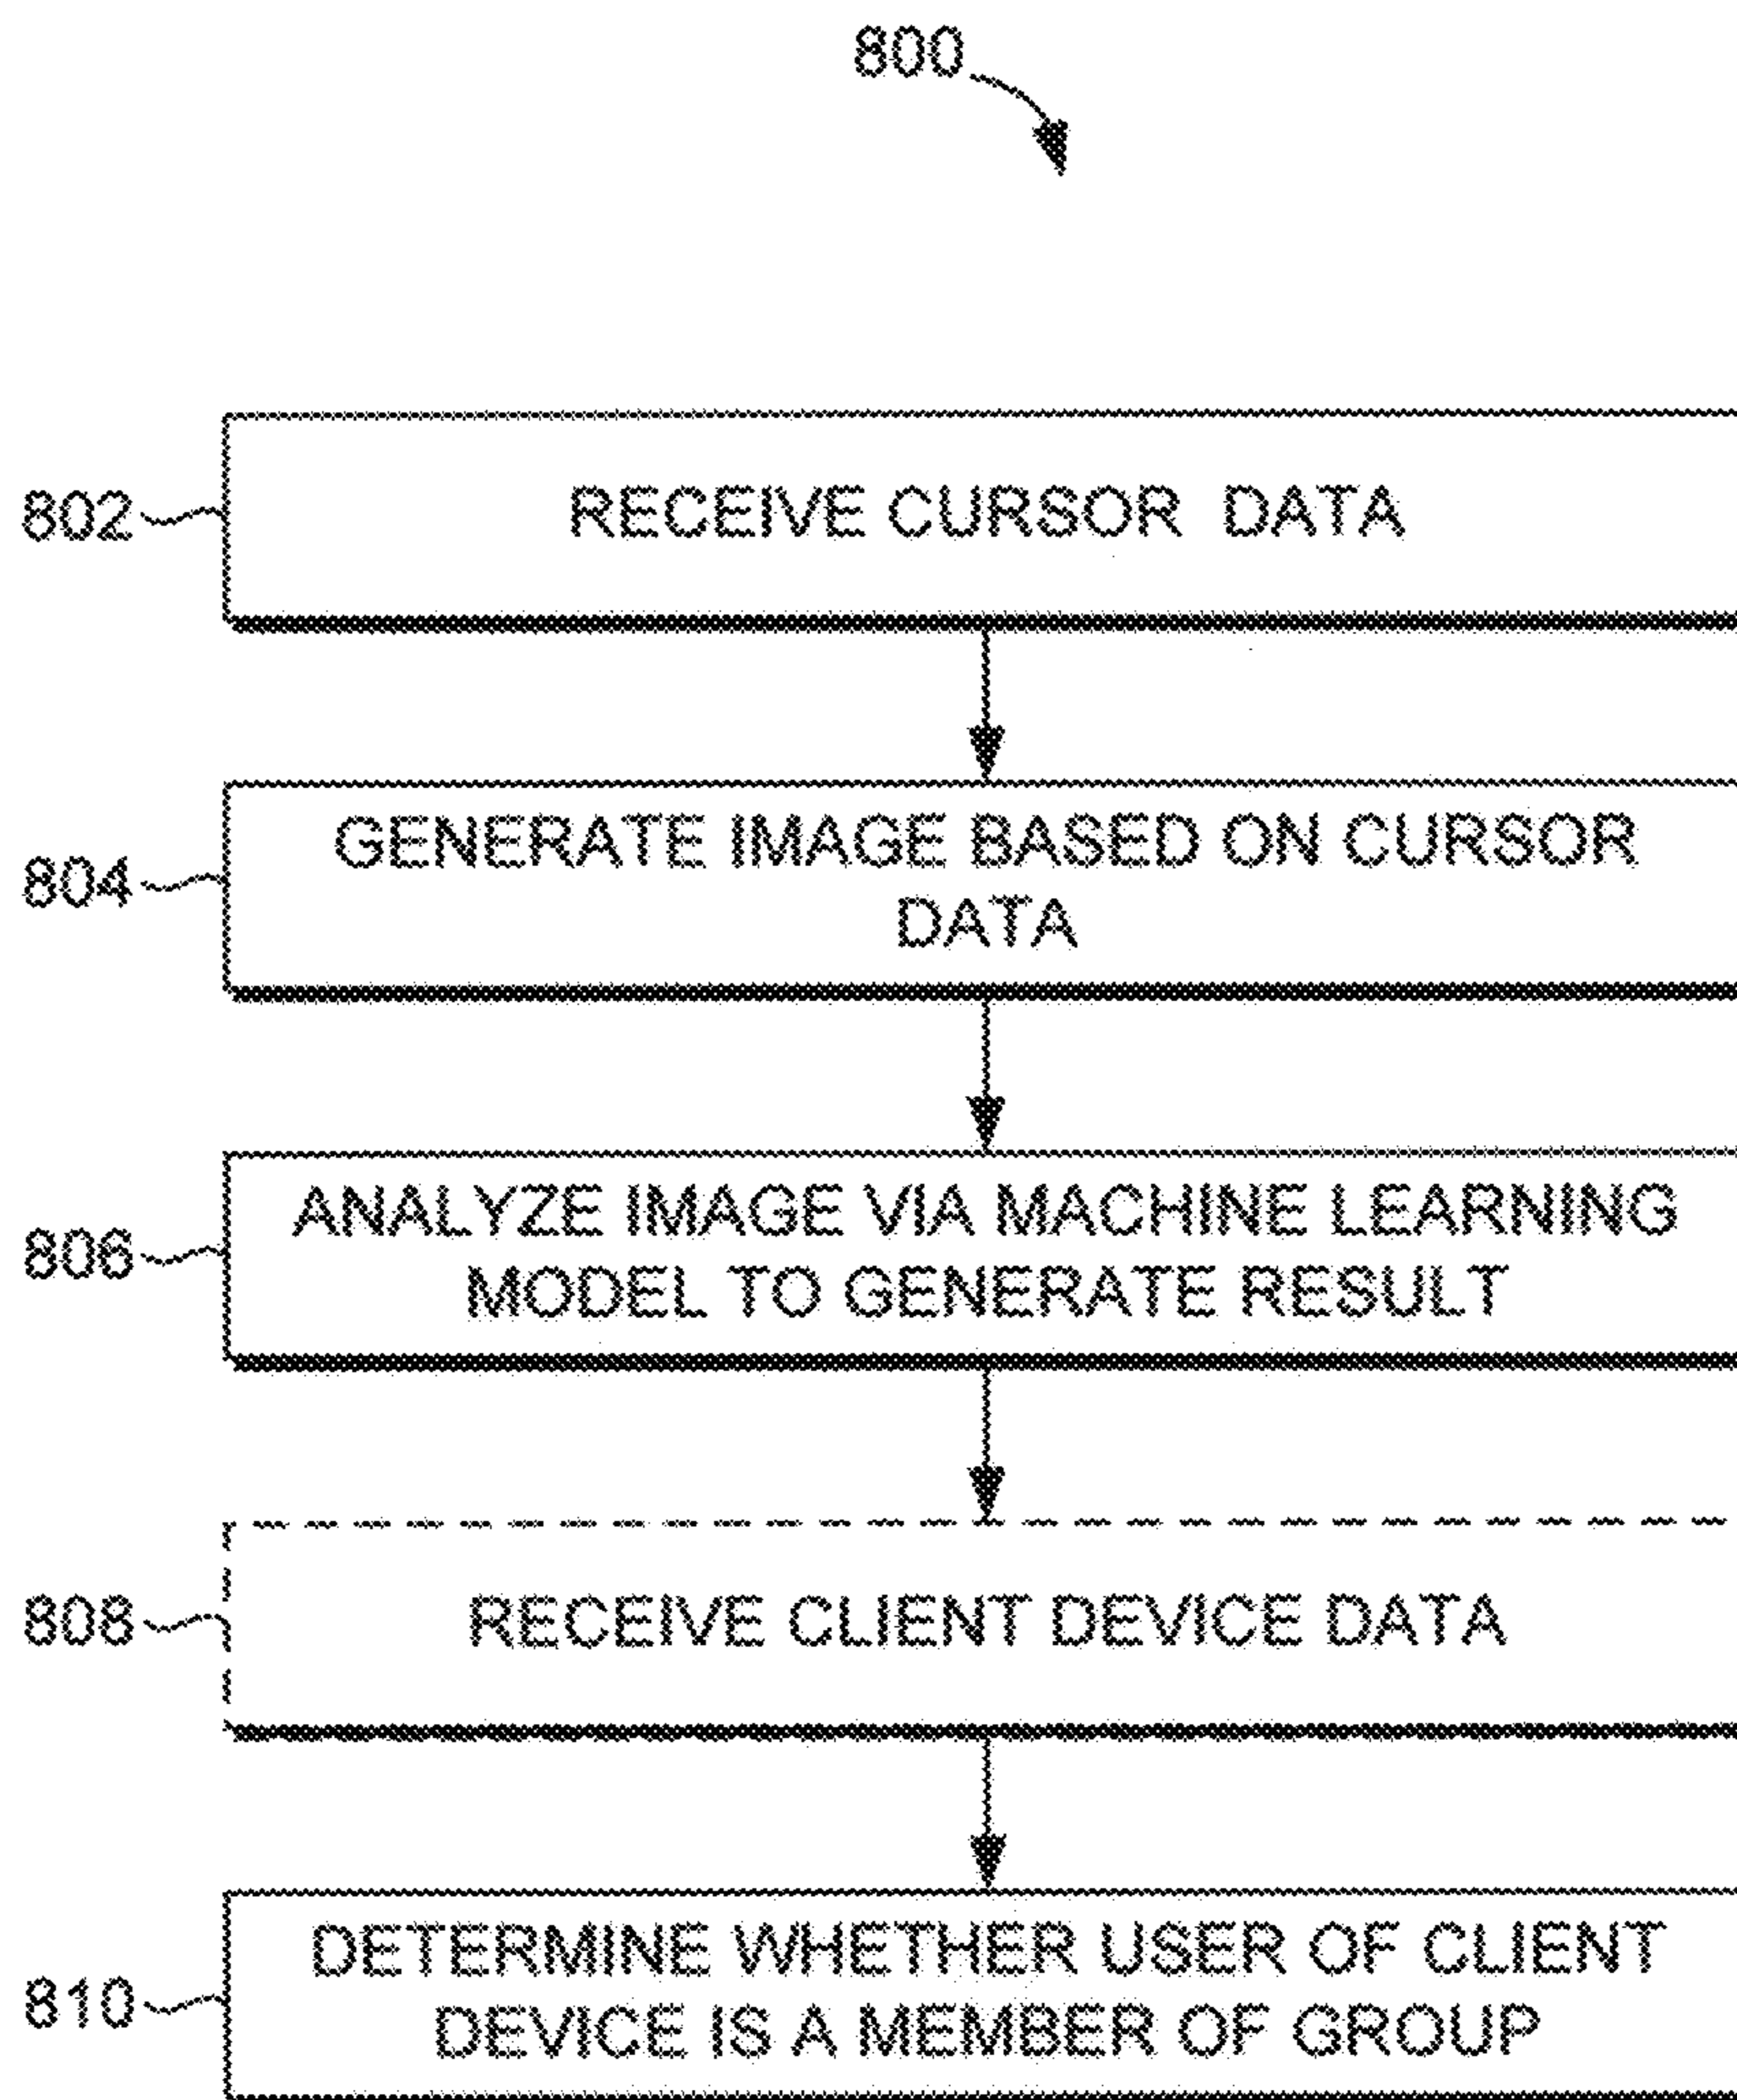 800
802
RECEIVE CURSOR DATA
804
GENERATE IMAGE BASED ON CURSOR
DATA
806
ANALYZE IMAGE VIA MACHINE LEARNING
MODEL TO GENERATE RESULT
808
RECEIVE CLIENT DEVICE DATA
810
DETERMINE WHETHER USER OF CLIENT
DEVICE IS A MEMBER OF GROUP